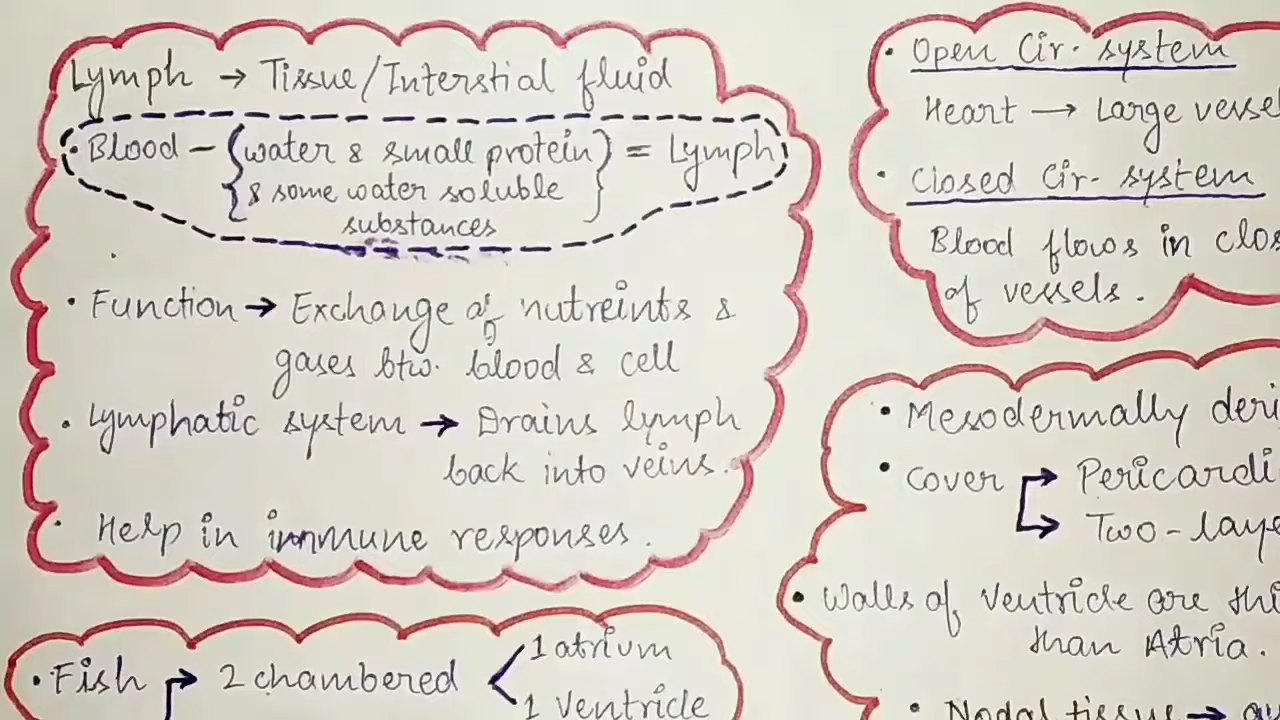 Lymph → Tissue/Interstial fluid
• Blood - {water & small protein} = Lymph
{& some water soluble }
substances
• Function → Exchange of nutreints &
gases btw. blood & cell
• Lymphatic system → Drains lymph
back into veins.
• Help in immune responses.
• Fish → 2 chambered < 1 atrium
1 ventricle
• Open Cir. system
Heart → Large vessel
• Closed Cir. system
Blood flows in clos
of vessels.
• Mesodermally deri
• Cover → Pericardi
→ Two-laye
• Walls of Ventricle are thi
than Atria.
• Nodal tissue →